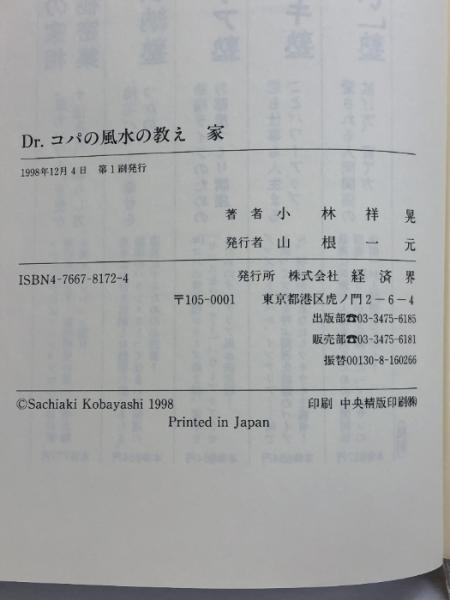 Dr. コパの風水の教え 家
1998年12月4日 第1刷発行
著者 小林祥晃
発行者 山根一元
ISBN4-7667-8172-4 発行所 株式会社 経済界
〒105-0001 東京都港区虎ノ門2-6-4
出版部☎03-3475-6185
販売部☎03-3475-6181
振替00130-8-160266
©Sachiaki Kobayashi 1998 印刷 中央精版印刷㈱
Printed in Japan